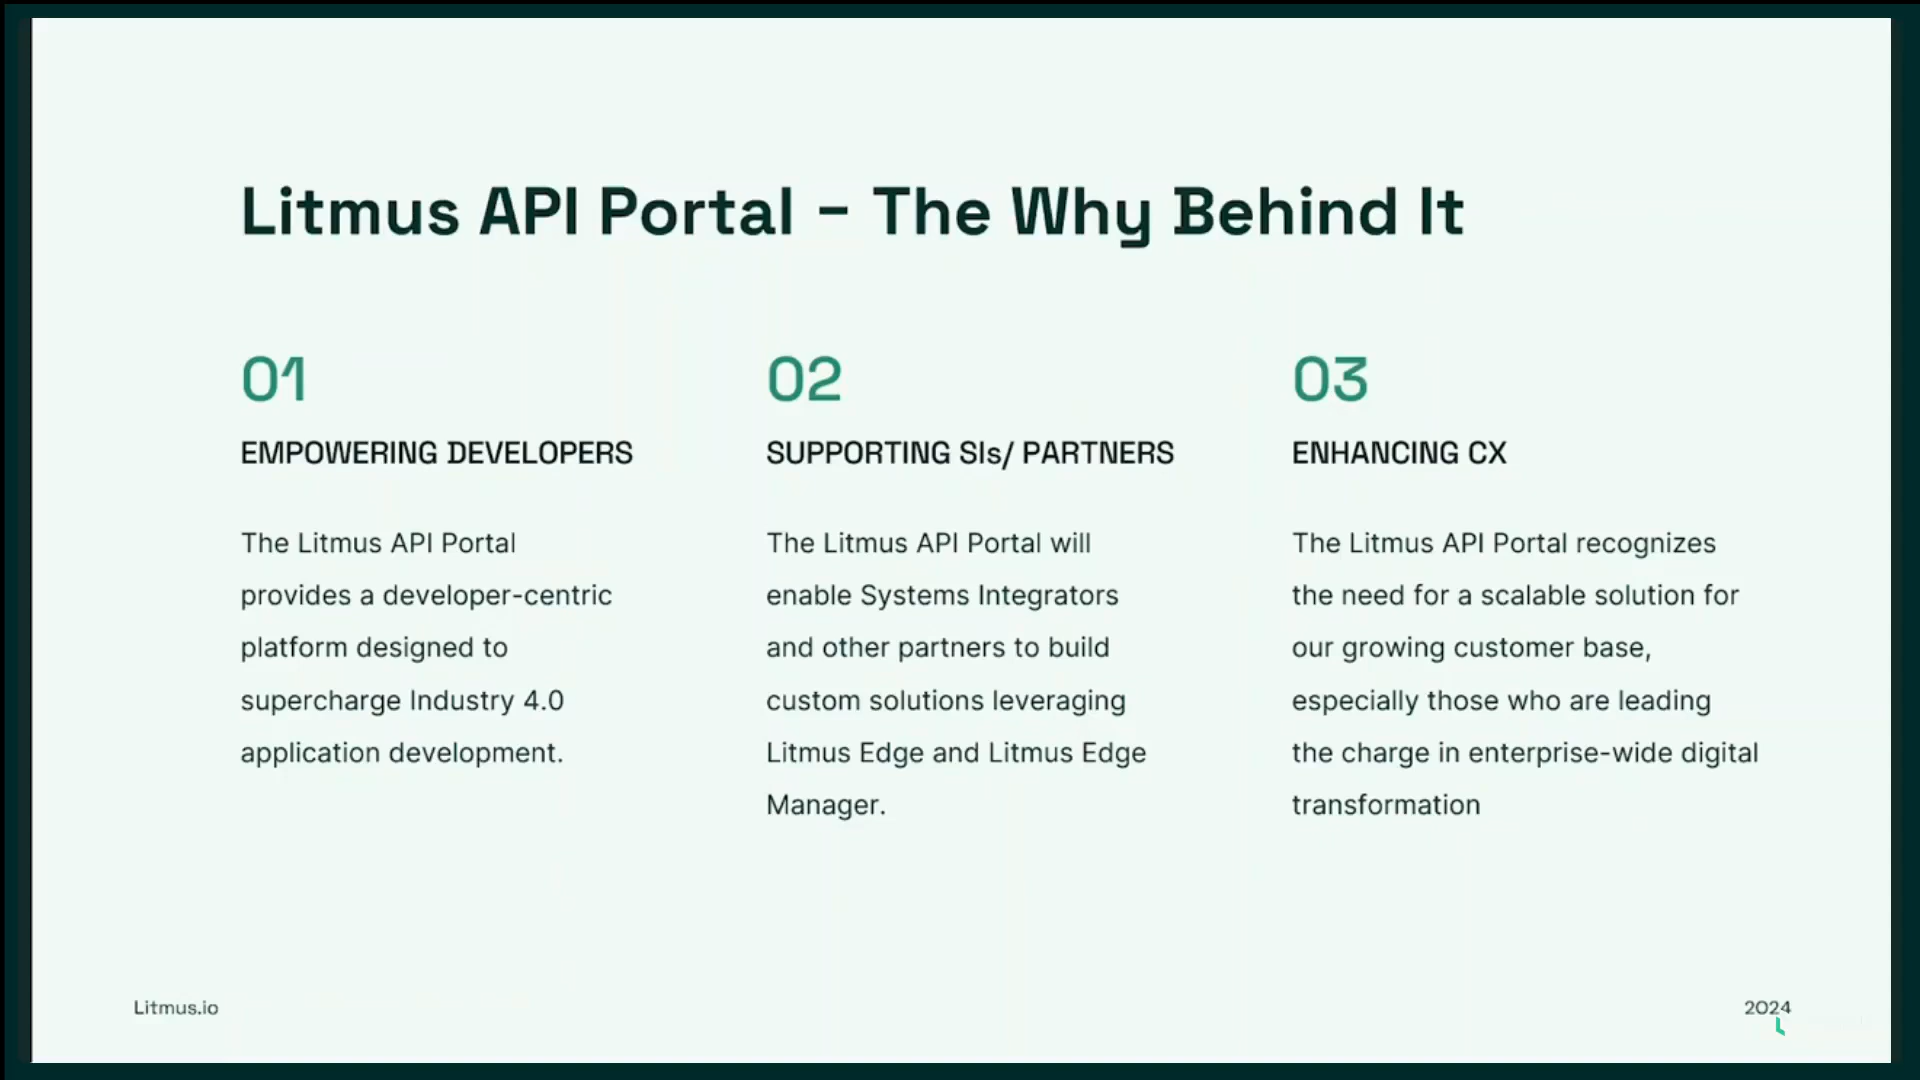 Litmus API Portal – The Why Behind It
01
EMPOWERING DEVELOPERS
The Litmus API Portal
provides a developer-centric
platform designed to
supercharge Industry 4.0
application development.
02
SUPPORTING SIs/ PARTNERS
The Litmus API Portal will
enable Systems Integrators
and other partners to build
custom solutions leveraging
Litmus Edge and Litmus Edge
Manager.
03
ENHANCING CX
The Litmus API Portal recognizes
the need for a scalable solution for
our growing customer base,
especially those who are leading
the charge in enterprise-wide digital
transformation
Litmus.io
2024